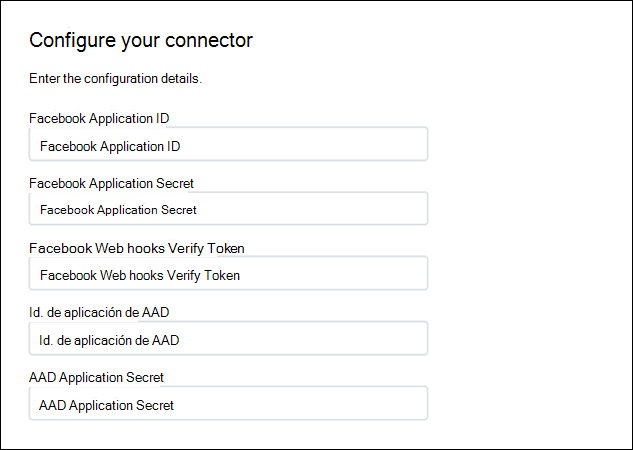 Configure your connector
Enter the configuration details.
Facebook Application ID
Facebook Application ID
Facebook Application Secret
Facebook Application Secret
Facebook Web hooks Verify Token
Facebook Web hooks Verify Token
Id. de aplicación de AAD
Id. de aplicación de AAD
AAD Application Secret
AAD Application Secret